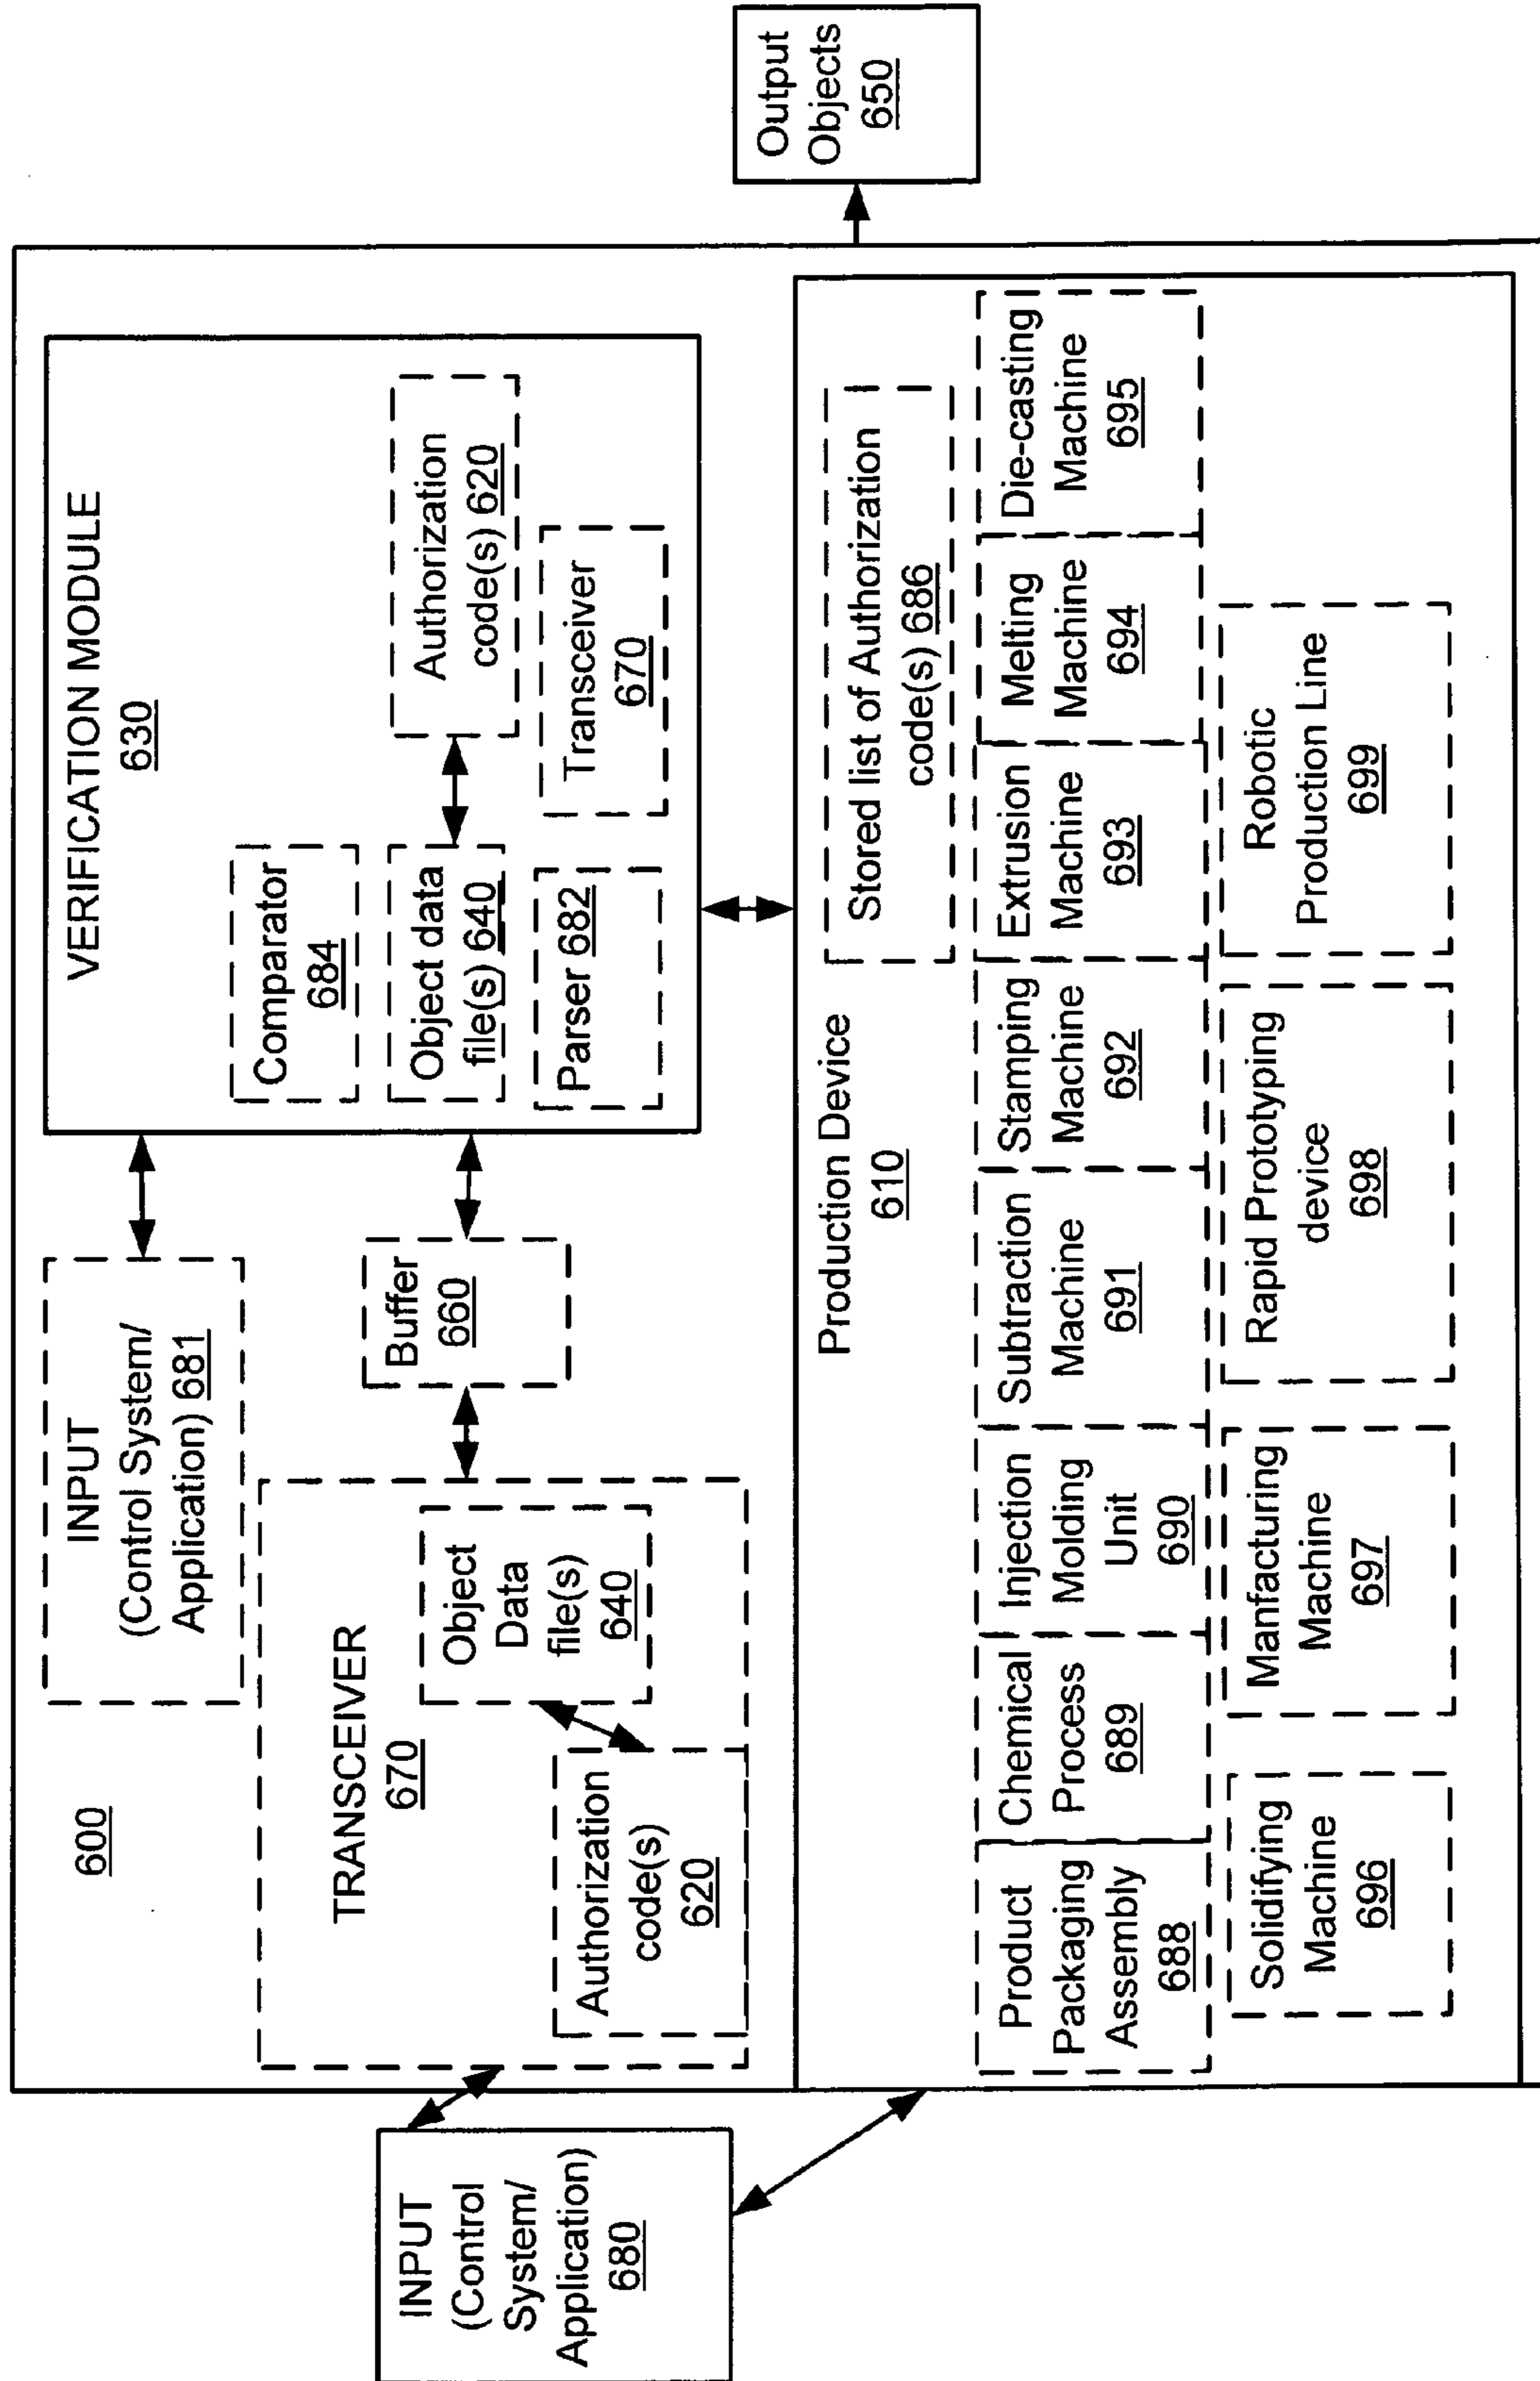 600
INPUT
(Control System/
Application) 681
TRANSCEIVER
670
Object
Data
file(s)
640
Authorization
code(s)
620
Buffer
660
VERIFICATION MODULE
630
Comparator
684
Object data
file(s) 640
Parser 682
Authorization
code(s) 620
Transceiver
670
INPUT
(Control
System/
Application)
680
Production Device
610
Stored list of Authorization
code(s) 686
Product
Packaging
Assembly
688
Chemical
Process
689
Injection
Molding
Unit
690
Subtraction
Machine
691
Stamping
Machine
692
Extrusion
Machine
693
Melting
Machine
694
Die-casting
Machine
695
Solidifying
Machine
696
Manfacturing
Machine
697
Rapid Prototyping
device
698
Robotic
Production Line
699
Output
Objects
650